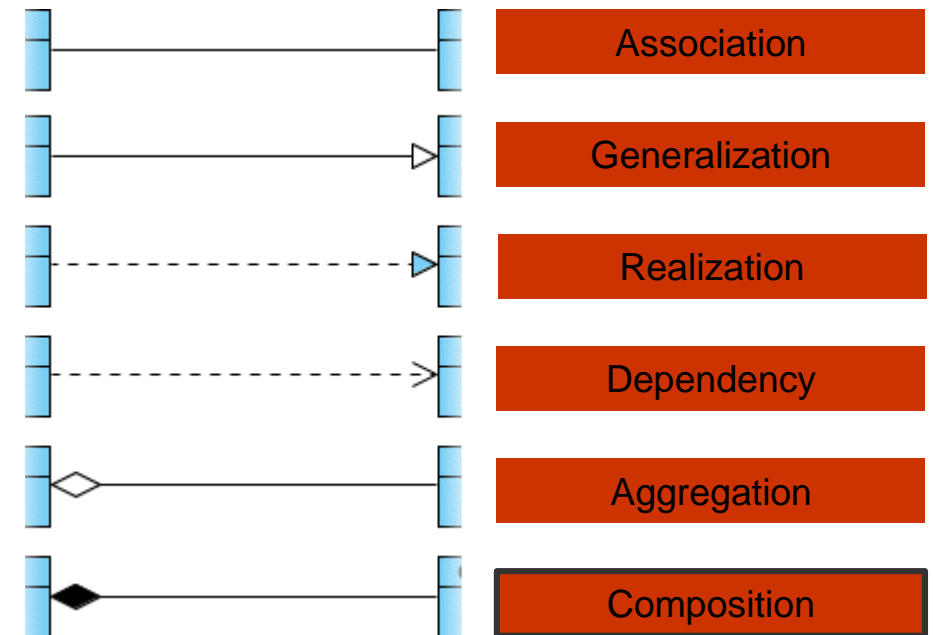 Association
Generalization
Realization
Dependency
Aggregation
Composition